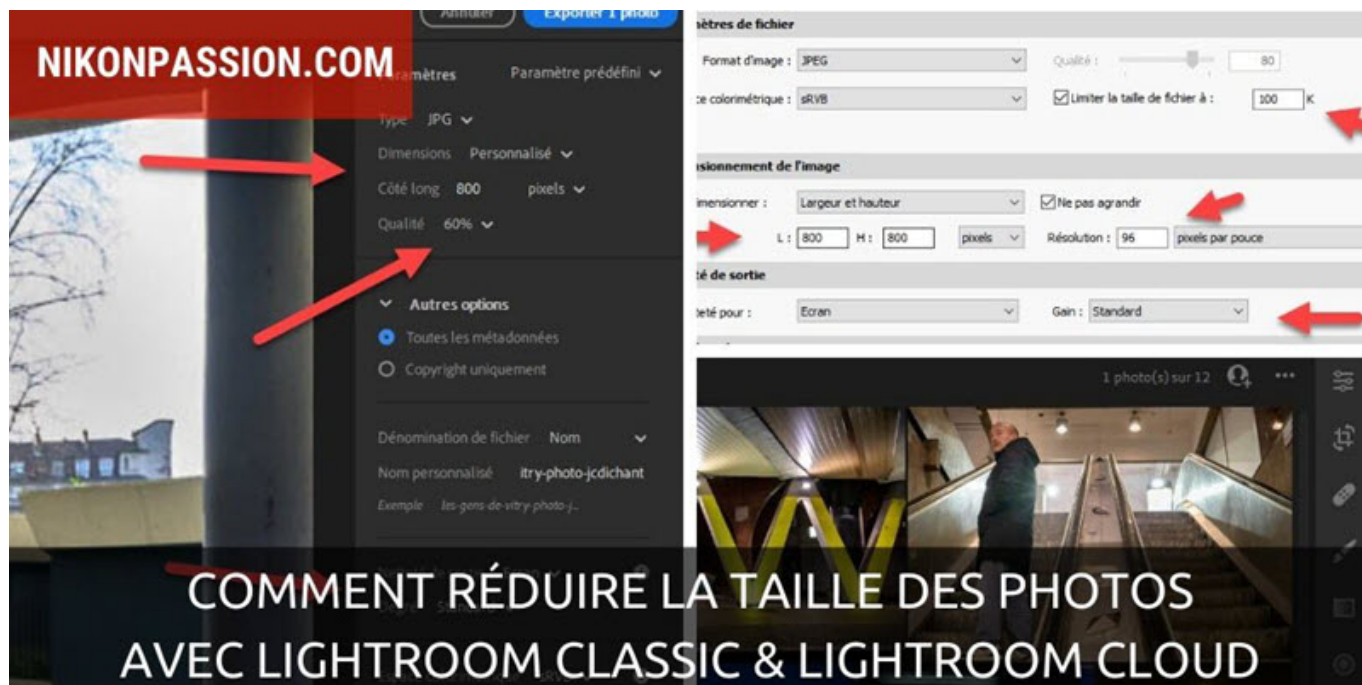 NIKONPASSION.COM
Annuler Exporter 1 photo
Paramètres Paramètre prédéfini
Type JPG
Dimensions Personnalisé
Côté long 800 pixels
Qualité 60%
Autres options
Toutes les métadonnées
Copyright uniquement
Dénomination de fichier Nom
Nom personnalisé itry-photo-jcdichant
Exemple les-gens-de-vitry-photo-j...
ètres de fichier
Format d'image : JPEG Qualité : 80
ce colorimétrique : sRVB Limiter la taille de fichier à : 100 K
sionnement de l'image
imensionner : Largeur et hauteur Ne pas agrandir
L : 800 H : 800 pixels Résolution : 96 pixels par pouce
té de sortie
teté pour : Ecran Gain : Standard
1 photo(s) sur 12
COMMENT RÉDUIRE LA TAILLE DES PHOTOS
AVEC LIGHTROOM CLASSIC & LIGHTROOM CLOUD